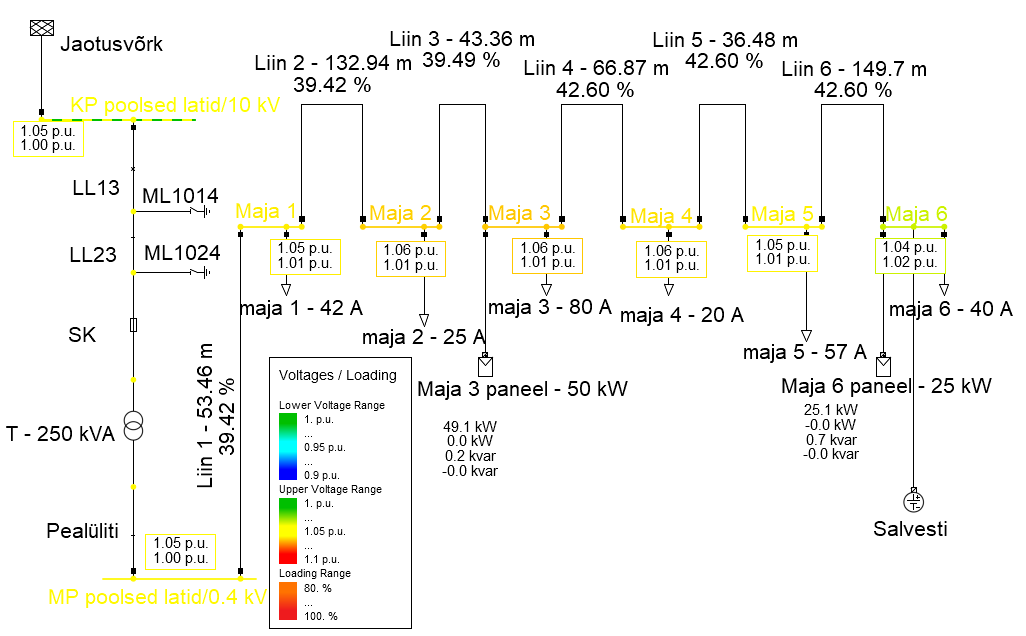 Jaotusvõrk
KP poolsed latid/10 kV
1.05 p.u.
1.00 p.u.
LL13
ML1014
LL23
ML1024
SK
T - 250 kVA
Pealüliti
1.05 p.u.
1.00 p.u.
MP poolsed latid/0.4 kV
Liin 1 - 53.46 m
39.42 %
Liin 2 - 132.94 m
39.42 %
Liin 3 - 43.36 m
39.49 %
Liin 4 - 66.87 m
42.60 %
Liin 5 - 36.48 m
42.60 %
Liin 6 - 149.7 m
42.60 %
Maja 1
1.05 p.u.
1.01 p.u.
maja 1 - 42 A
Maja 2
1.06 p.u.
1.01 p.u.
maja 2 - 25 A
Maja 3
1.06 p.u.
1.01 p.u.
maja 3 - 80 A
Maja 3 paneel - 50 kW
49.1 kW
0.0 kW
0.2 kvar
-0.0 kvar
Maja 4
1.06 p.u.
1.01 p.u.
maja 4 - 20 A
Maja 5
1.05 p.u.
1.01 p.u.
maja 5 - 57 A
Maja 6
1.04 p.u.
1.02 p.u.
maja 6 - 40 A
Maja 6 paneel - 25 kW
25.1 kW
-0.0 kW
0.7 kvar
-0.0 kvar
Salvesti
Voltages / Loading
Lower Voltage Range
1. p.u.
...
0.95 p.u.
...
0.9 p.u.
Upper Voltage Range
1. p.u.
...
1.05 p.u.
...
1.1 p.u.
Loading Range
80. %
...
100. %